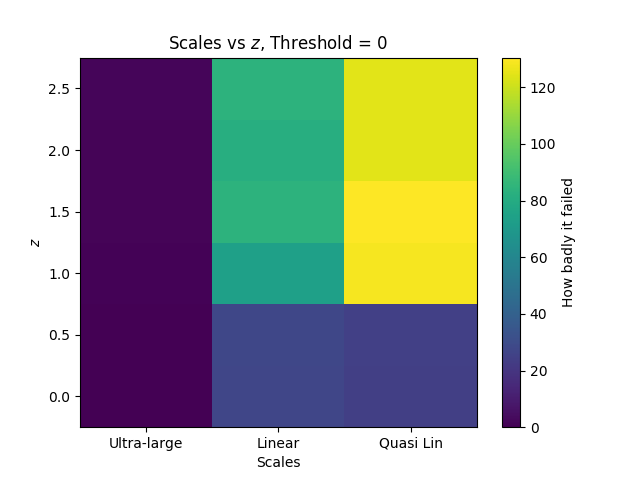 Scales vs z, Threshold = 0
2.5
2.0
1.5
1.0
0.5
0.0
z
Ultra-large
Linear
Quasi Lin
Scales
120
100
80
60
40
20
0
How badly it failed